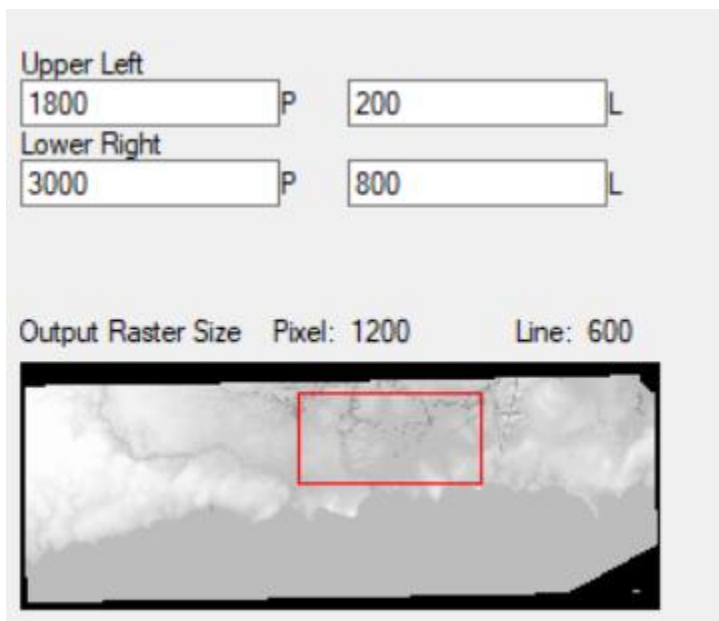 Upper Left
1800 P 200 L
Lower Right
3000 P 800 L
Output Raster Size Pixel: 1200 Line: 600